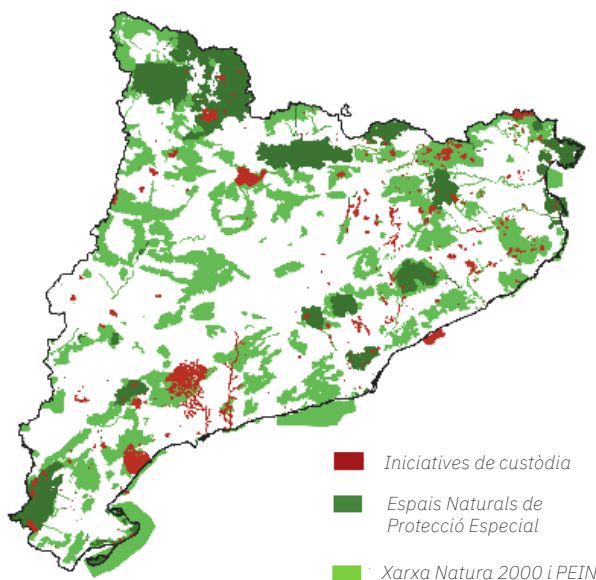 Iniciatives de custòdia
Espais Naturals de
Protecció Especial
Xarxa Natura 2000 i PEIN